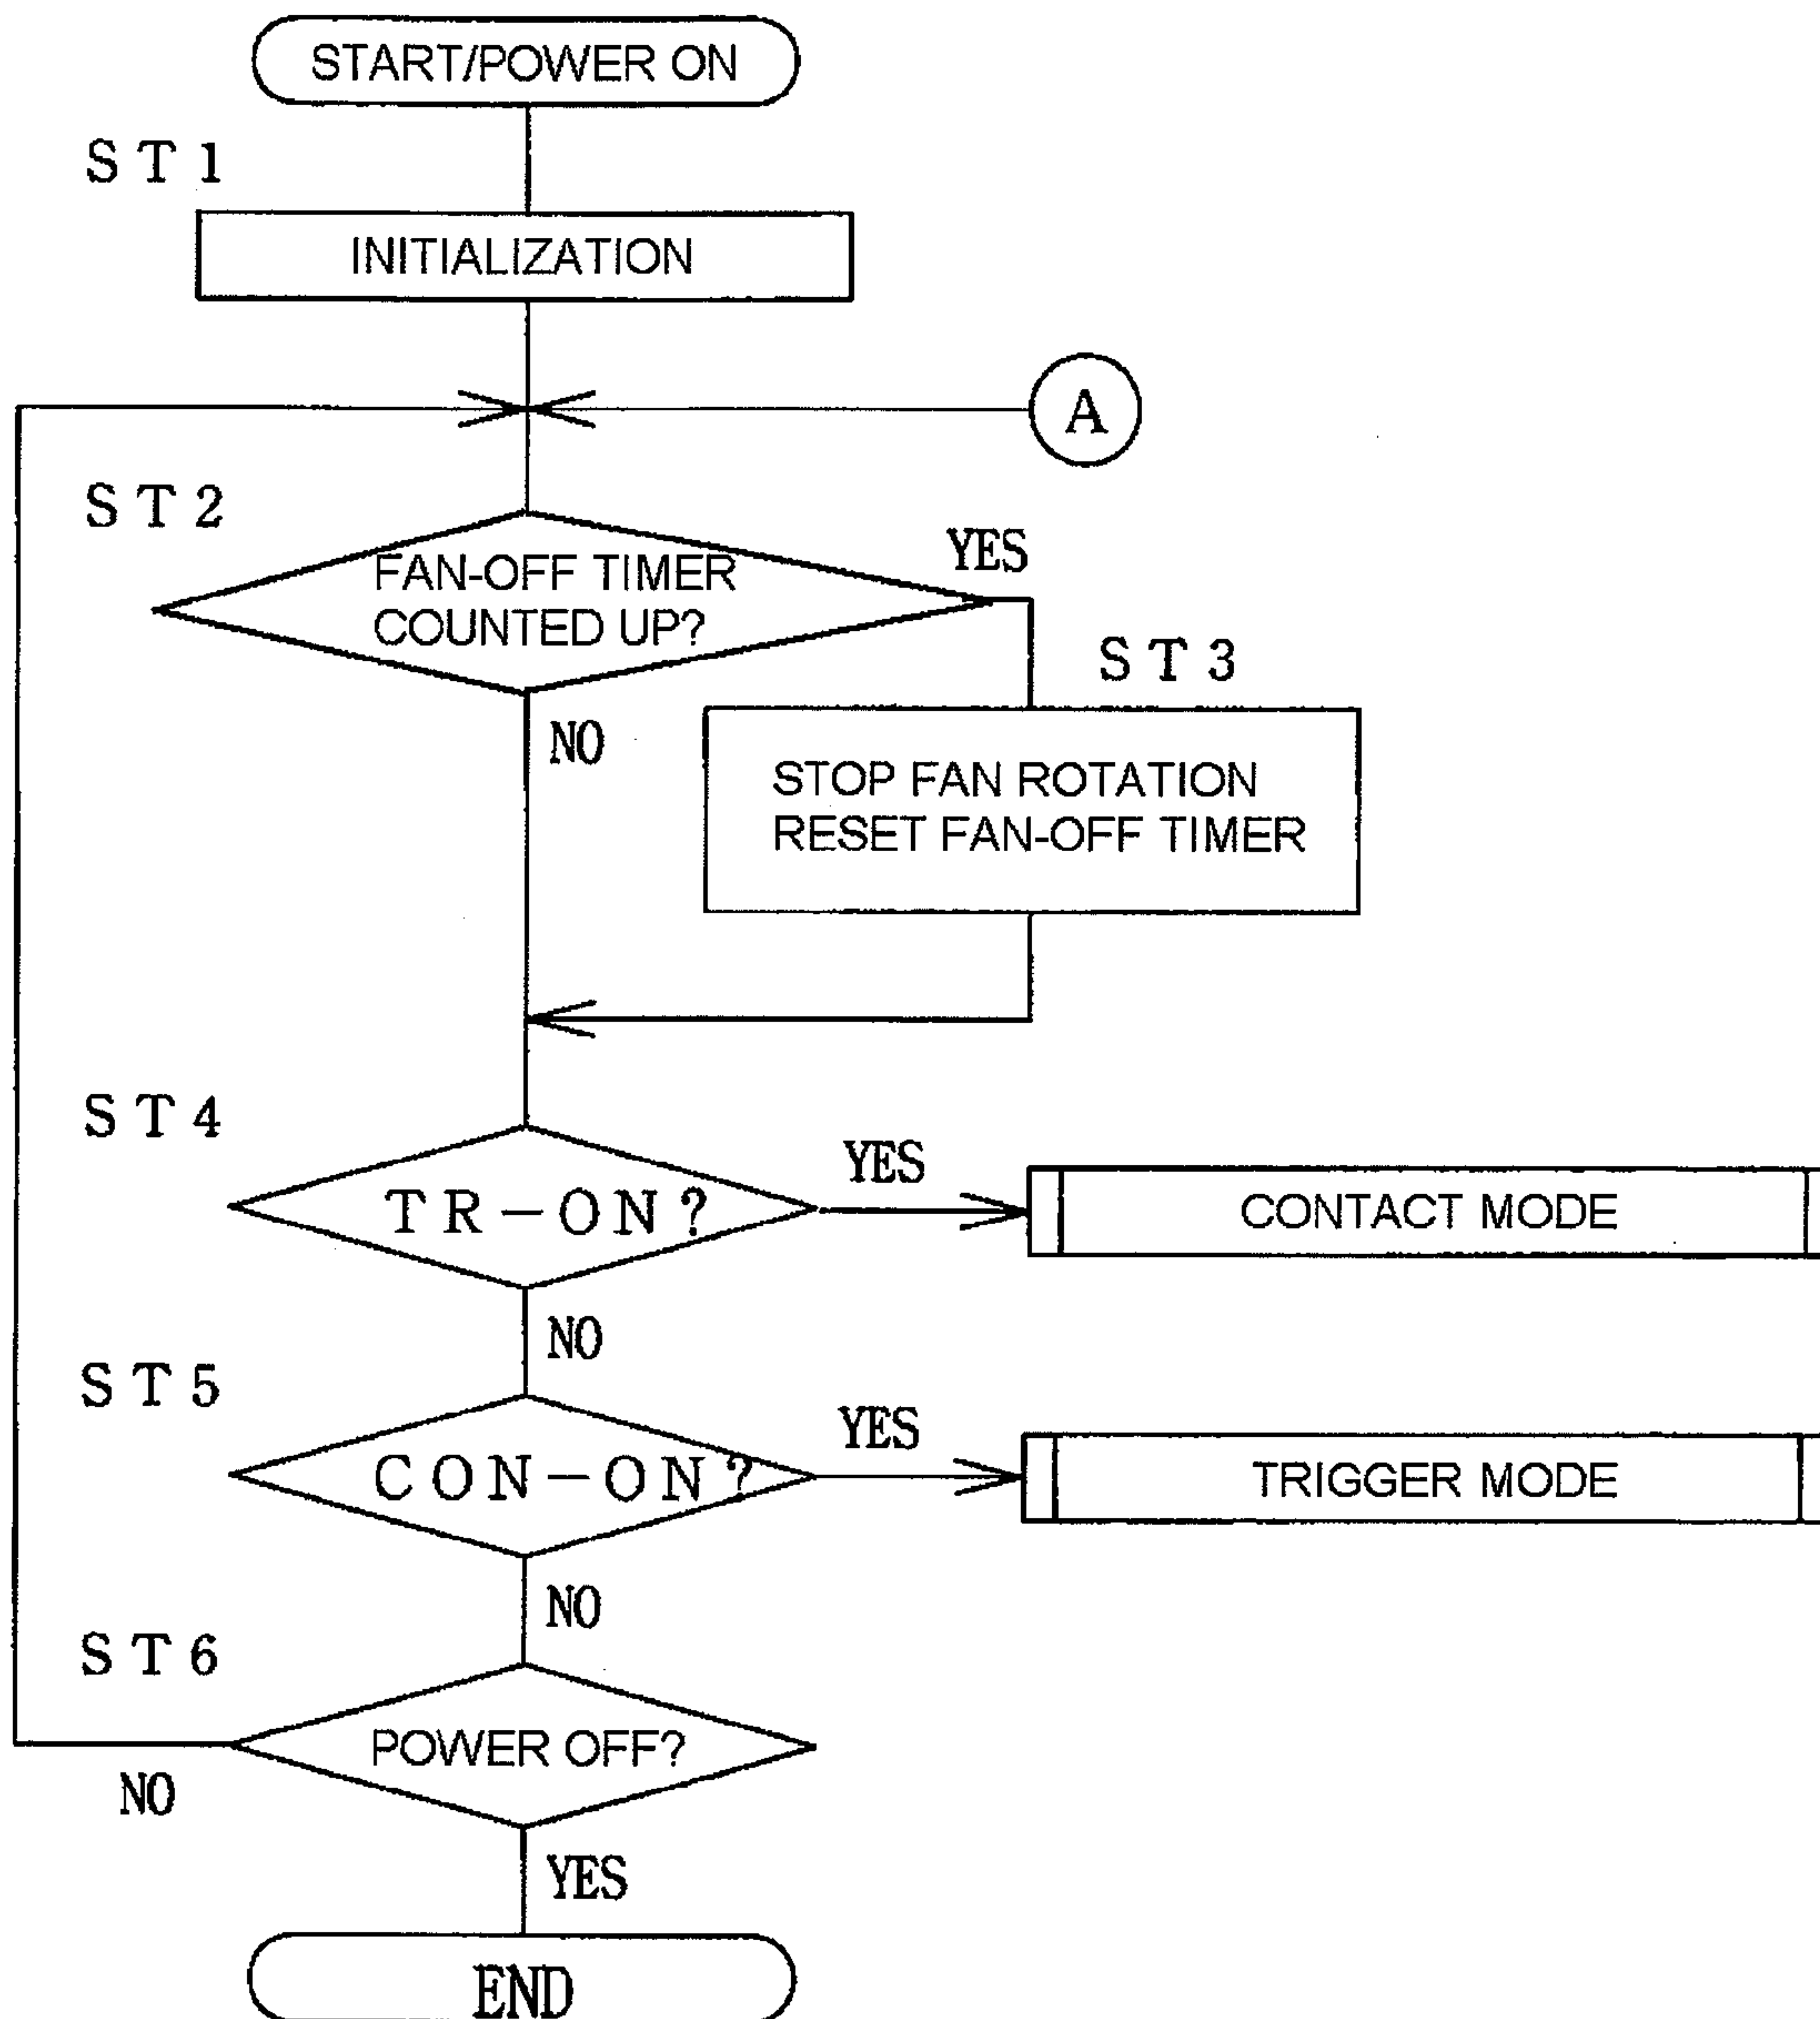 START/POWER ON
ST1
INITIALIZATION
A
ST2
FAN-OFF TIMER
COUNTED UP?
YES
NO
ST3
STOP FAN ROTATION
RESET FAN-OFF TIMER
ST4
TR-ON?
YES
CONTACT MODE
NO
ST5
CON-ON?
YES
TRIGGER MODE
NO
ST6
POWER OFF?
NO
YES
END